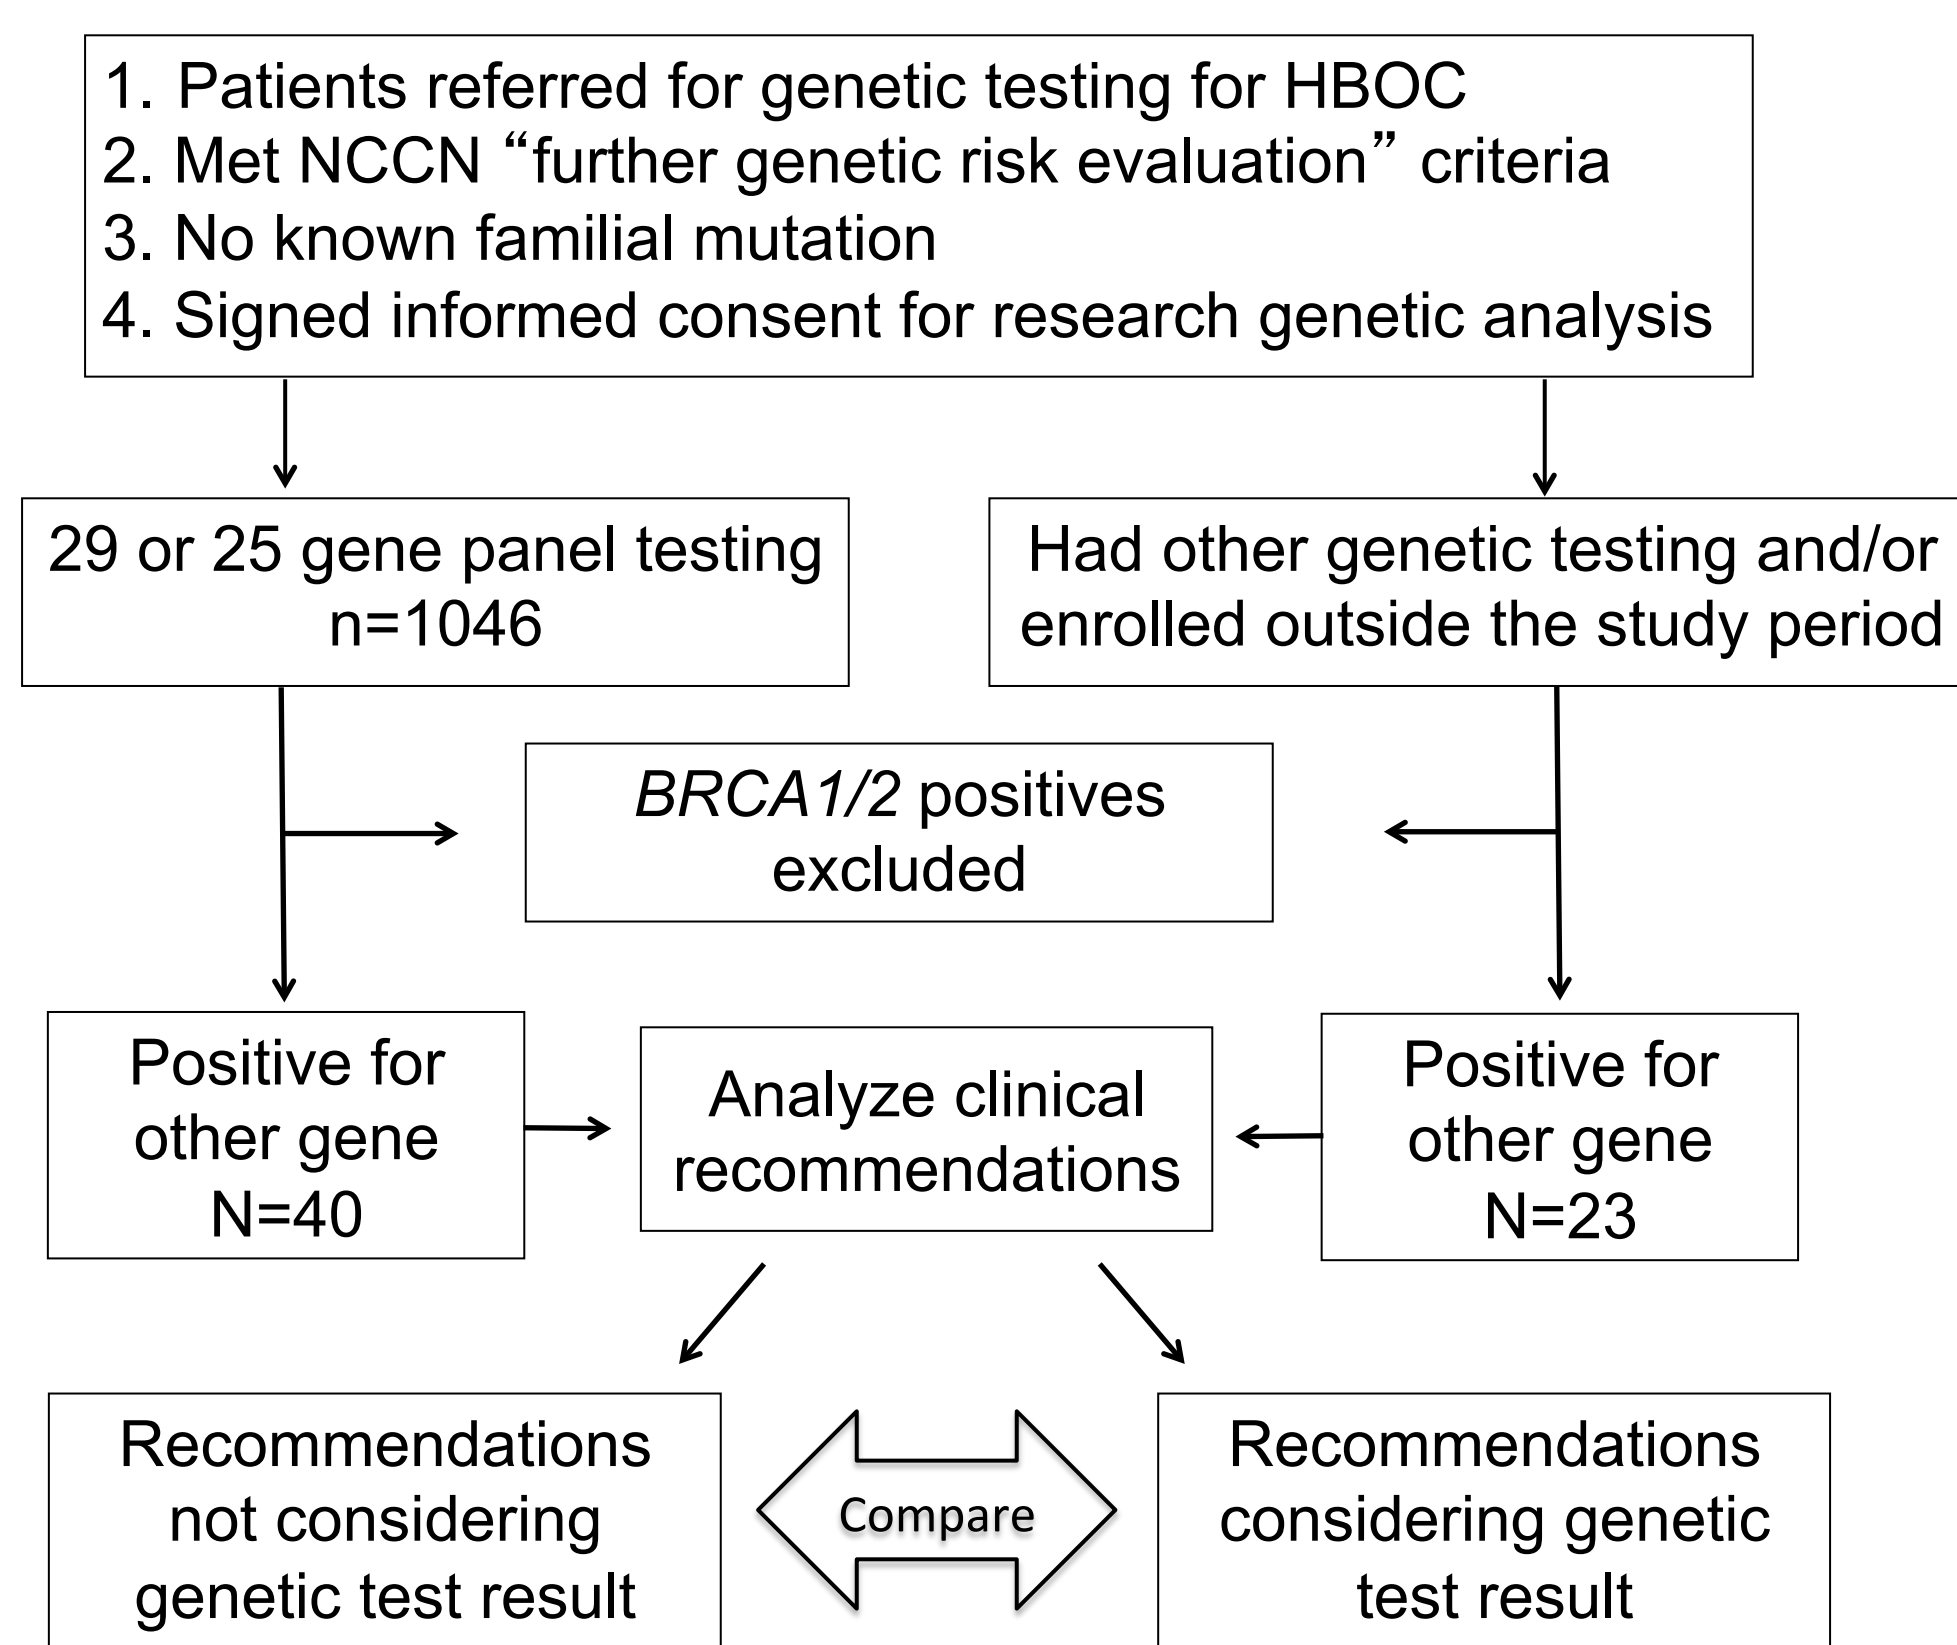 1. Patients referred for genetic testing for HBOC
2. Met NCCN “further genetic risk evaluation” criteria
3. No known familial mutation
4. Signed informed consent for research genetic analysis
29 or 25 gene panel testing
n=1046
Had other genetic testing and/or
enrolled outside the study period
BRCA1/2 positives
excluded
Positive for
other gene
N=40
Analyze clinical
recommendations
Positive for
other gene
N=23
Recommendations
not considering
genetic test result
Compare
Recommendations
considering genetic
test result